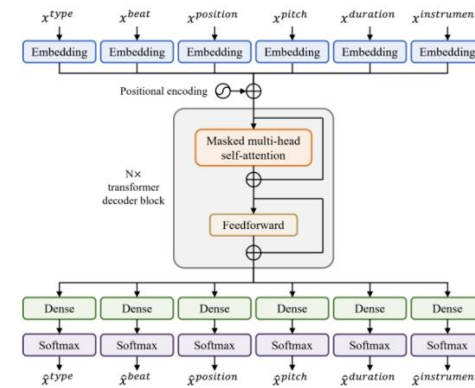 x^type x^beat x^position x^pitch x^duration x^instrument
Embedding Embedding Embedding Embedding Embedding Embedding
Positional encoding
Masked multi-head
self-attention
N×
transformer
decoder block
Feedforward
Dense Dense Dense Dense Dense Dense
Softmax Softmax Softmax Softmax Softmax Softmax
x̂^type x̂^beat x̂^position x̂^pitch x̂^duration x̂^instrument